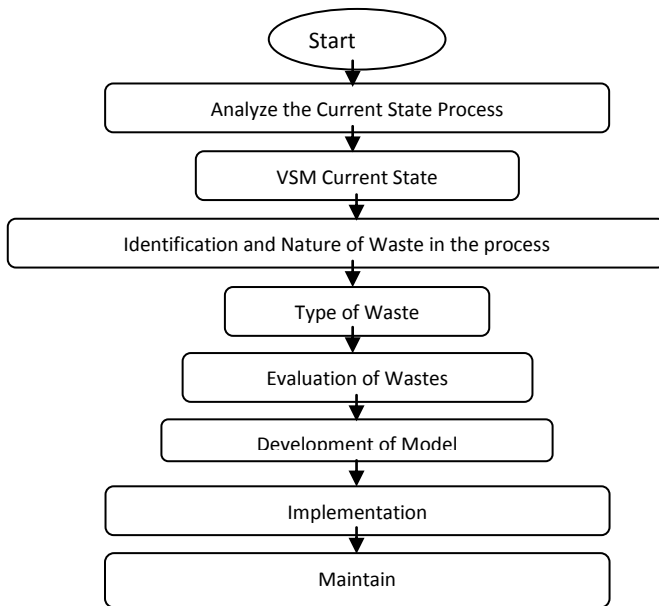 Start
Analyze the Current State Process
VSM Current State
Identification and Nature of Waste in the process
Type of Waste
Evaluation of Wastes
Development of Model
Implementation
Maintain